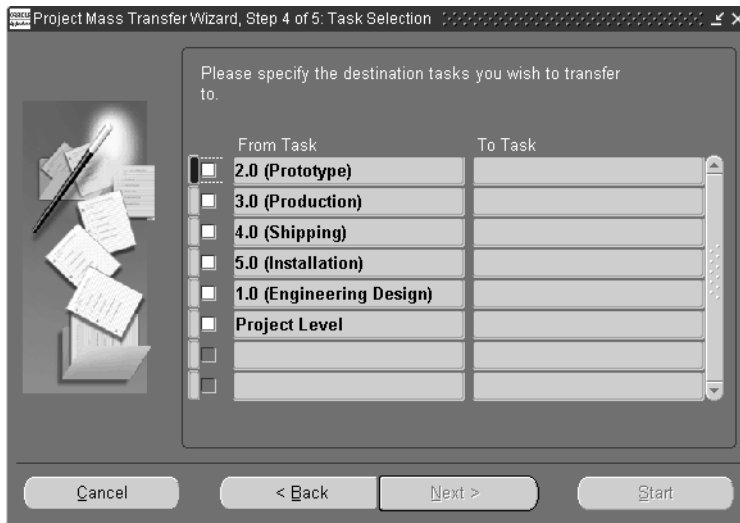 ORACLE
Project Mass Transfer Wizard, Step 4 of 5: Task Selection
Please specify the destination tasks you wish to transfer
to.
From Task To Task
2.0 (Prototype)
3.0 (Production)
4.0 (Shipping)
5.0 (Installation)
1.0 (Engineering Design)
Project Level
Cancel < Back Next > Start